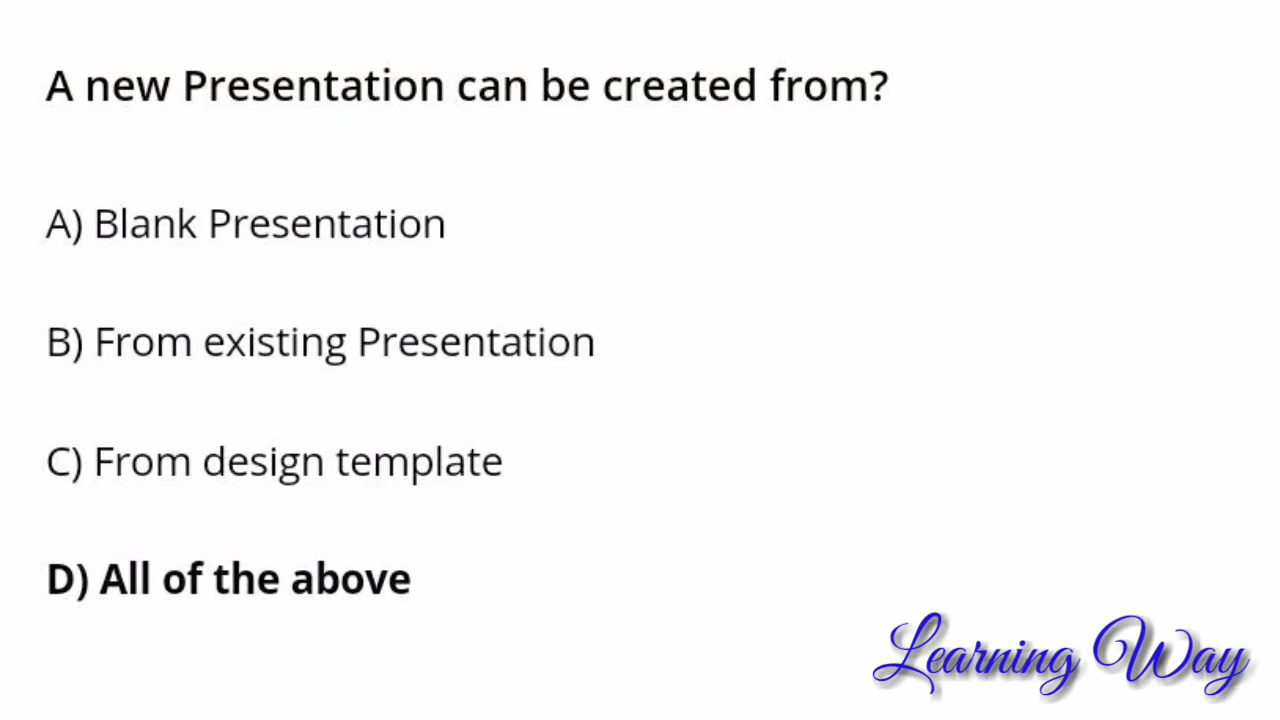 A new Presentation can be created from?
A) Blank Presentation
B) From existing Presentation
C) From design template
D) All of the above
Learning Way